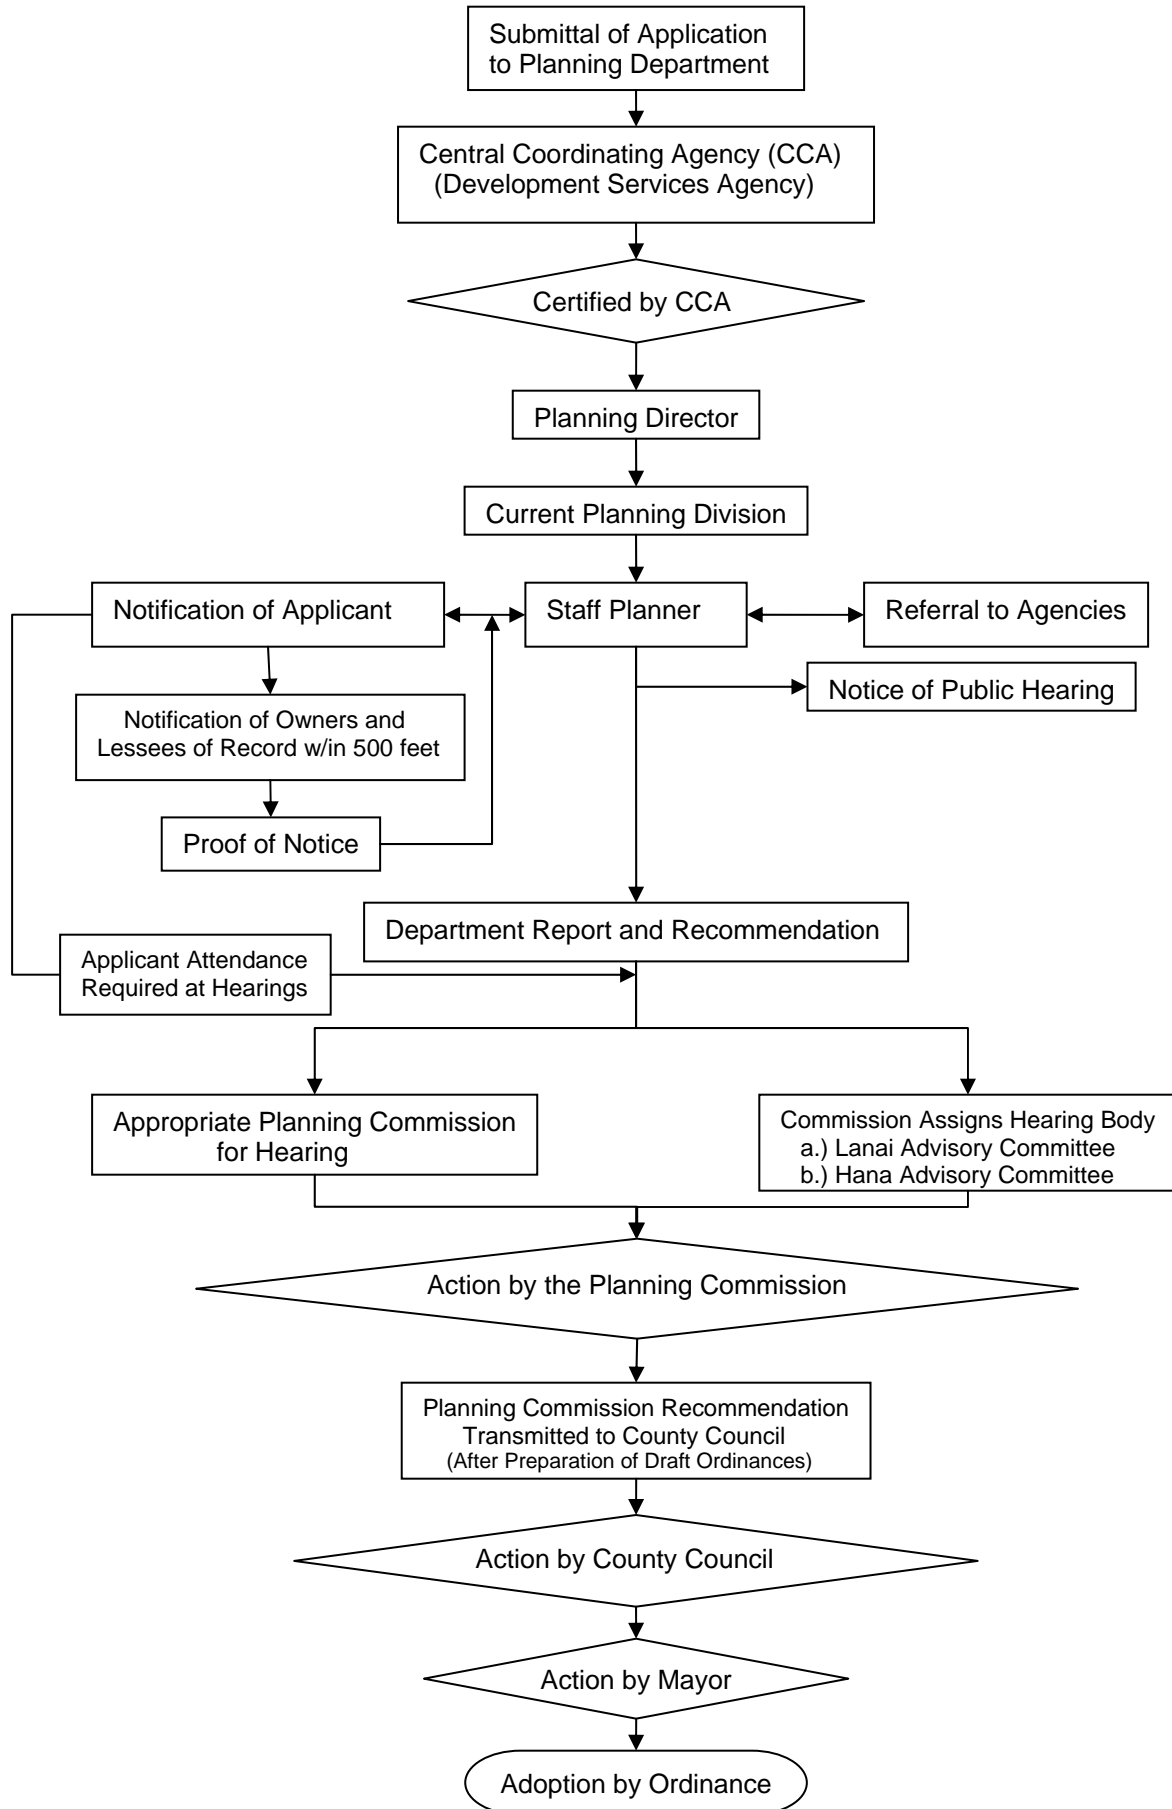 Submittal of Application
to Planning Department
Central Coordinating Agency (CCA)
(Development Services Agency)
Certified by CCA
Planning Director
Current Planning Division
Notification of Applicant
Staff Planner
Referral to Agencies
Notice of Public Hearing
Notification of Owners and
Lessees of Record w/in 500 feet
Proof of Notice
Department Report and Recommendation
Applicant Attendance
Required at Hearings
Appropriate Planning Commission
for Hearing
Commission Assigns Hearing Body
a.) Lanai Advisory Committee
b.) Hana Advisory Committee
Action by the Planning Commission
Planning Commission Recommendation
Transmitted to County Council
(After Preparation of Draft Ordinances)
Action by County Council
Action by Mayor
Adoption by Ordinance